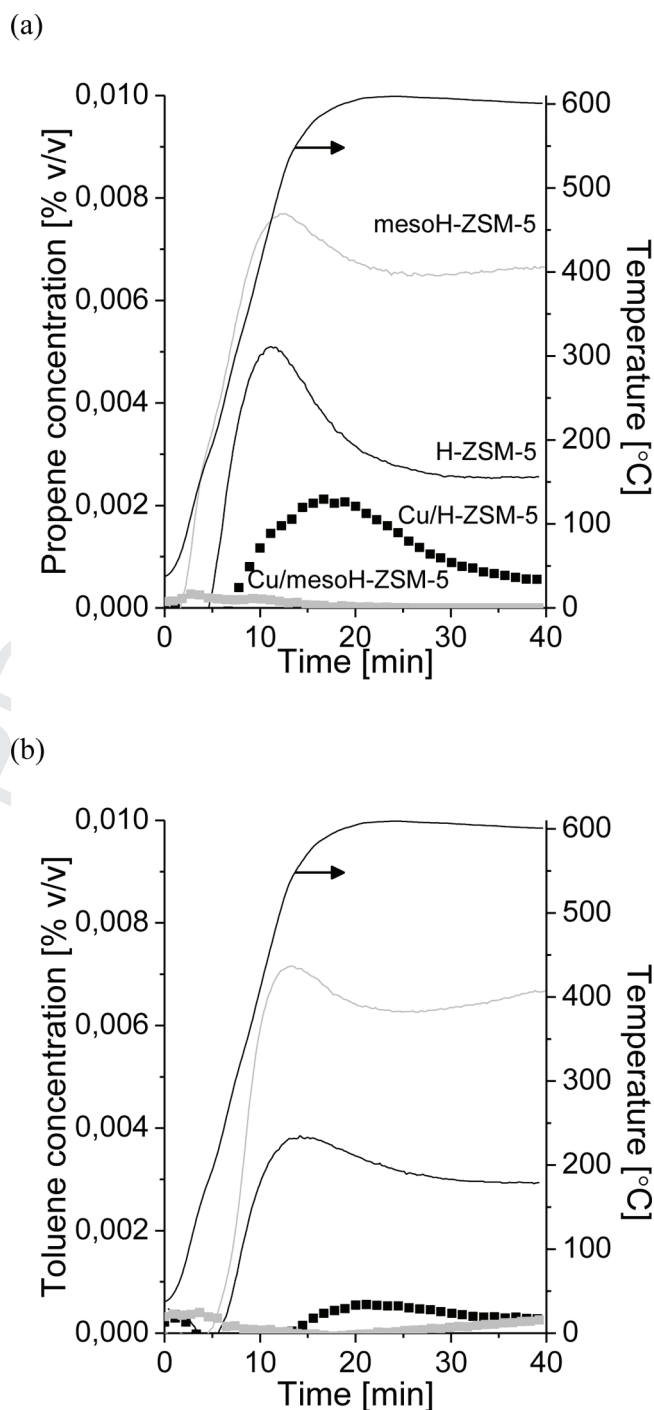 (a)
0,010
0,008
0,006
0,004
0,002
0,000
Propene concentration [% v/v]
600
500
400
300
200
100
0
Temperature [°C]
mesoH-ZSM-5
H-ZSM-5
Cu/H-ZSM-5
Cu/mesoH-ZSM-5
0 10 20 30 40
Time [min]
(b)
0,010
0,008
0,006
0,004
0,002
0,000
Toluene concentration [% v/v]
600
500
400
300
200
100
0
Temperature [°C]
0 10 20 30 40
Time [min]